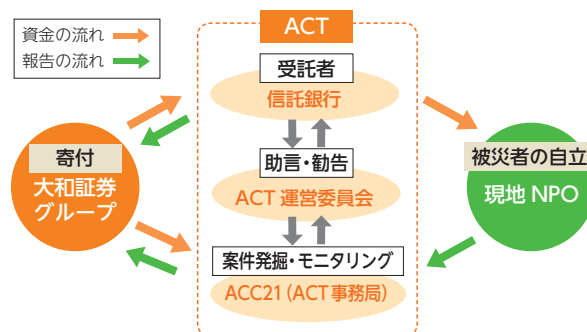 資金の流れ
報告の流れ
ACT
受託者
信託銀行
助言・勧告
ACT 運営委員会
案件発掘・モニタリング
ACC21（ACT事務局）
寄付
大和証券
グループ
被災者の自立
現地 NPO